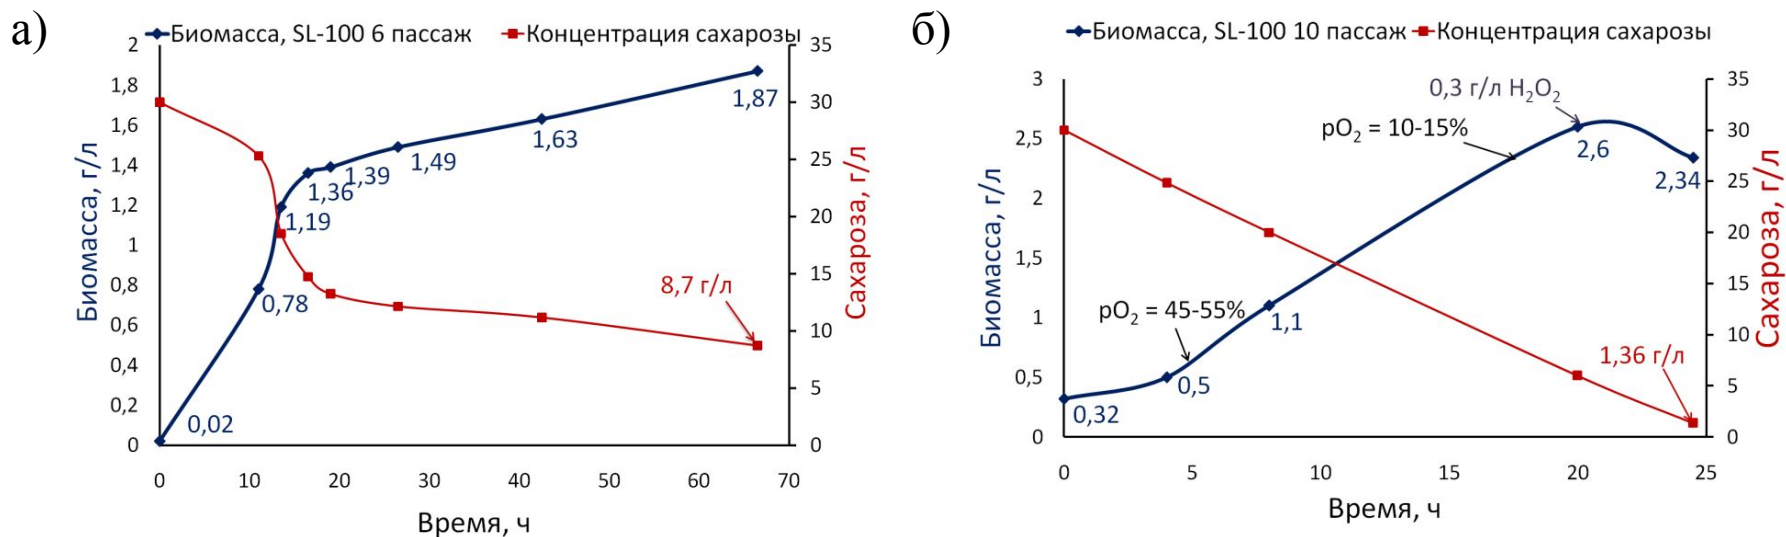 а)
Биомасса, SL-100 6 пассаж
Концентрация сахарозы
2
1,8
1,6
1,4
1,2
1
0,8
0,6
0,4
0,2
0
Биомасса, г/л
35
30
25
20
15
10
5
0
Сахароза, г/л
0,02
0,78
1,19
1,36
1,39
1,49
1,63
1,87
8,7 г/л
0 10 20 30 40 50 60 70
Время, ч
б)
Биомасса, SL-100 10 пассаж
Концентрация сахарозы
3
2,5
2
1,5
1
0,5
0
Биомасса, г/л
35
30
25
20
15
10
5
0
Сахароза, г/л
0,3 г/л H₂O₂
pO₂ = 10-15%
pO₂ = 45-55%
0,32
0,5
1,1
2,6
2,34
1,36 г/л
0 5 10 15 20 25
Время, ч